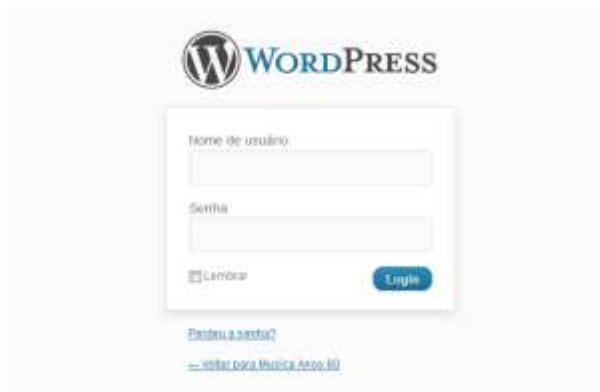 WORDPRESS
Nome de usuário
Senha
Lembrar
Login
Perdeu a senha?
← Voltar para Musica Anos 80